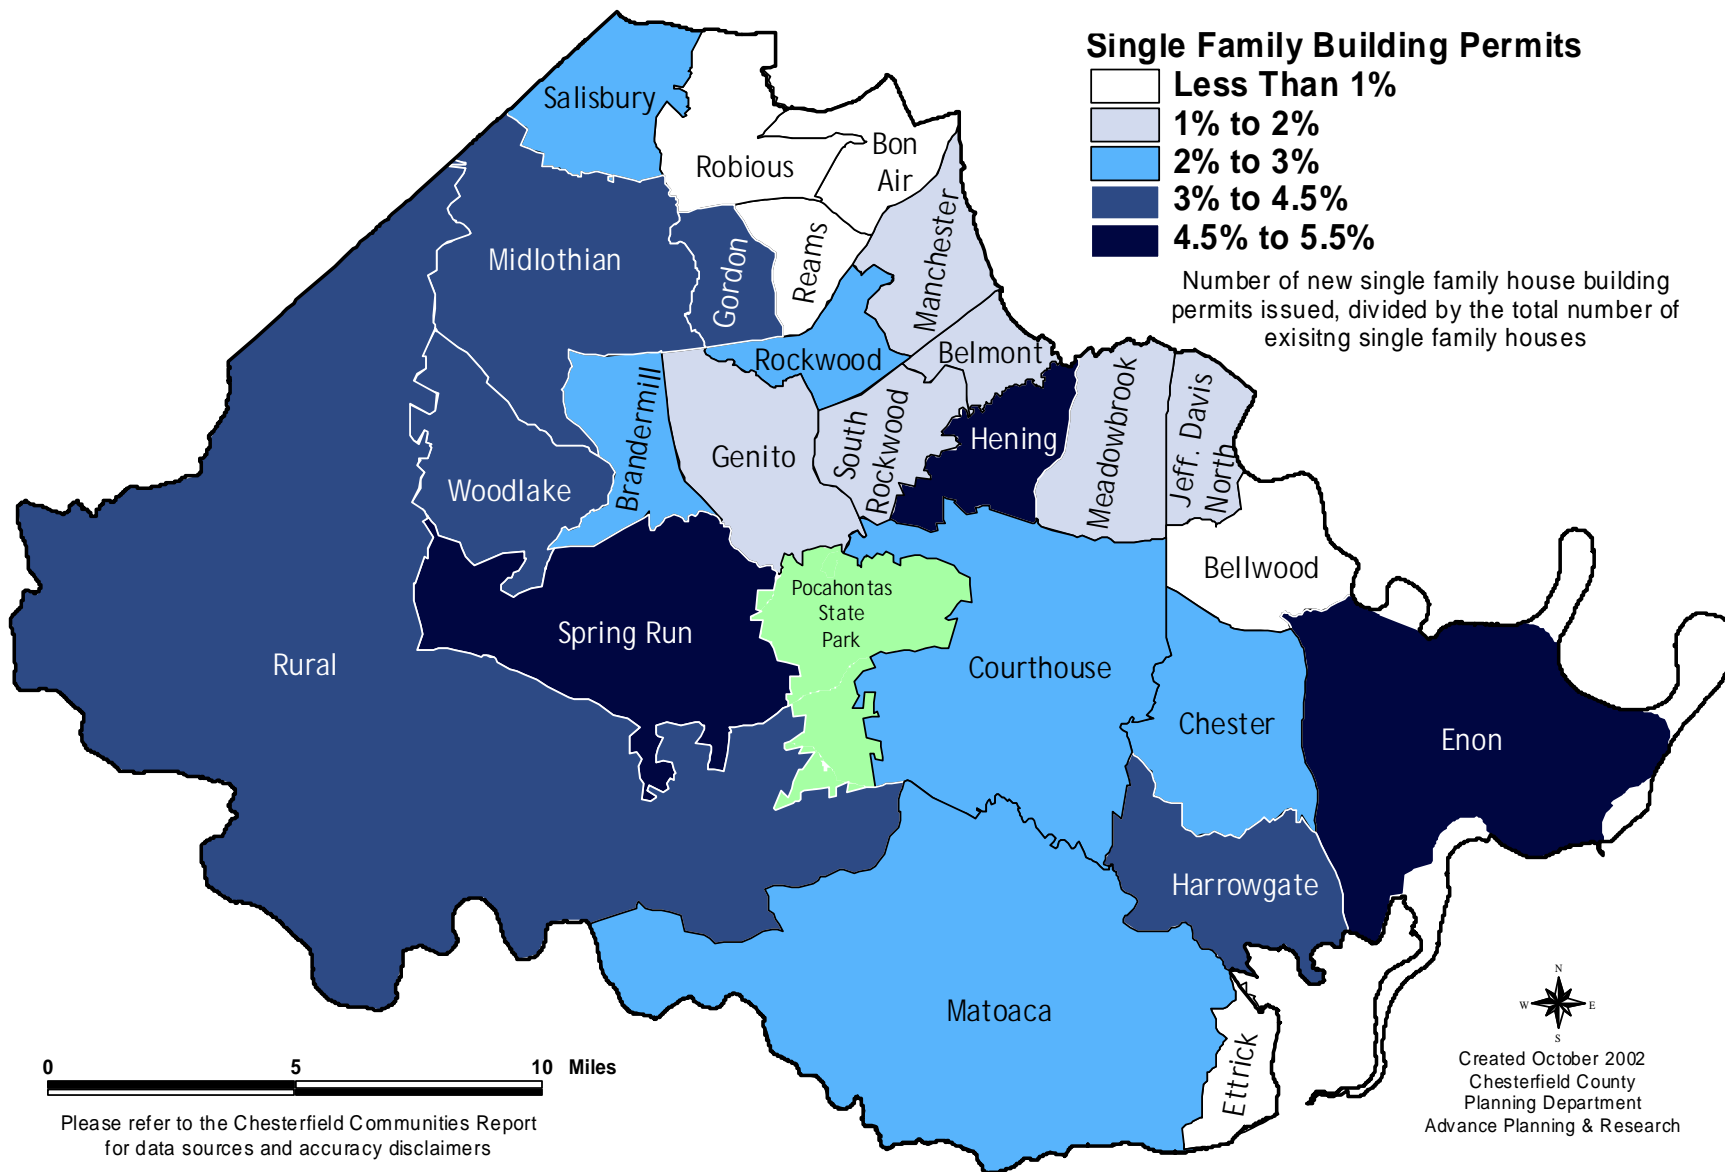 Single Family Building Permits
Less Than 1%
1% to 2%
2% to 3%
3% to 4.5%
4.5% to 5.5%
Number of new single family house building
permits issued, divided by the total number of
exisitng single family houses
Salisbury
Robious
Bon
Air
Midlothian
Gordon
Reams
Manchester
Rockwood
Belmont
Brandermill
Genito
South
Rockwood
Hening
Meadowbrook
Jeff. Davis
North
Woodlake
Bellwood
Pocahontas
State
Park
Spring Run
Rural
Courthouse
Chester
Enon
Harrowgate
Matoaca
Ettrick
N
W
E
S
0
5
10
Miles
Please refer to the Chesterfield Communities Report
for data sources and accuracy disclaimers
Created October 2002
Chesterfield County
Planning Department
Advance Planning & Research